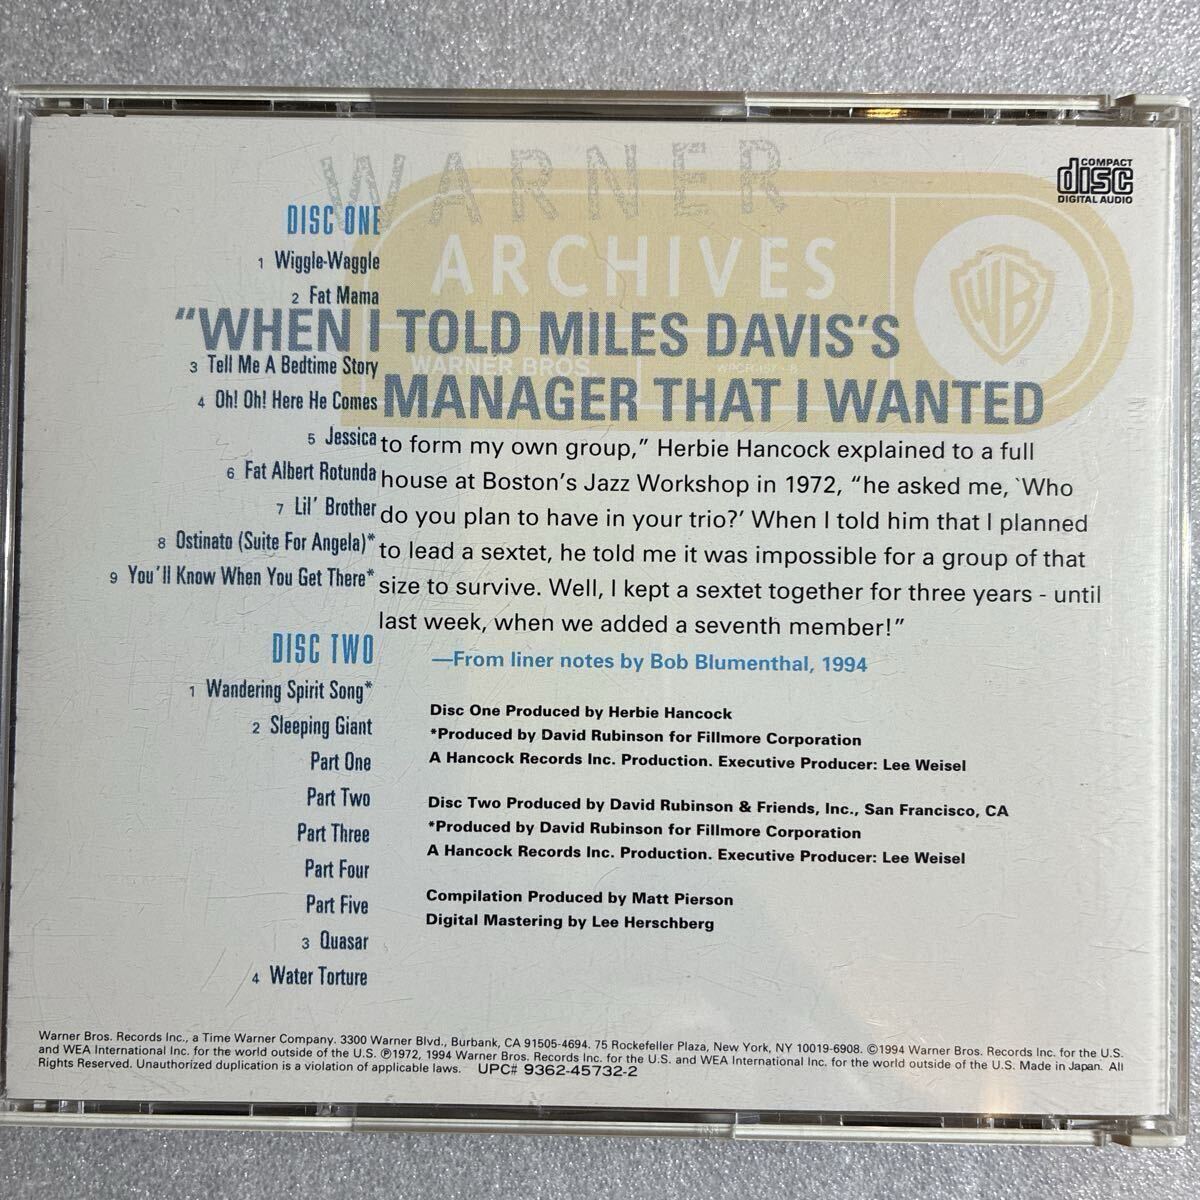 WARNER
ARCHIVES
WB
COMPACT
disc
DIGITAL AUDIO
WARNER BROS.
DISC ONE
1 Wiggle-Waggle
2 Fat Mama
3 Tell Me A Bedtime Story
4 Oh! Oh! Here He Comes
5 Jessica
6 Fat Albert Rotunda
7 Lil' Brother
8 Ostinato (Suite For Angela)*
9 You'll Know When You Get There*
DISC TWO
1 Wandering Spirit Song*
2 Sleeping Giant
Part One
Part Two
Part Three
Part Four
Part Five
3 Quasar
4 Water Torture
"WHEN I TOLD MILES DAVIS'S
MANAGER THAT I WANTED
to form my own group," Herbie Hancock explained to a full
house at Boston's Jazz Workshop in 1972, "he asked me, `Who
do you plan to have in your trio?' When I told him that I planned
to lead a sextet, he told me it was impossible for a group of that
size to survive. Well, I kept a sextet together for three years - until
last week, when we added a seventh member!"
—From liner notes by Bob Blumenthal, 1994
Disc One Produced by Herbie Hancock
*Produced by David Rubinson for Fillmore Corporation
A Hancock Records Inc. Production. Executive Producer: Lee Weisel
Disc Two Produced by David Rubinson & Friends, Inc., San Francisco, CA
*Produced by David Rubinson for Fillmore Corporation
A Hancock Records Inc. Production. Executive Producer: Lee Weisel
Compilation Produced by Matt Pierson
Digital Mastering by Lee Herschberg
Warner Bros. Records Inc., a Time Warner Company. 3300 Warner Blvd., Burbank, CA 91505-4694. 75 Rockefeller Plaza, New York, NY 10019-6908. ©1994 Warner Bros. Records Inc. for the U.S.
and WEA International Inc. for the world outside of the U.S. ℗1972, 1994 Warner Bros. Records Inc. for the U.S. and WEA International Inc. for the world outside of the U.S. Made in Japan. All
Rights Reserved. Unauthorized duplication is a violation of applicable laws. UPC# 9362-45732-2